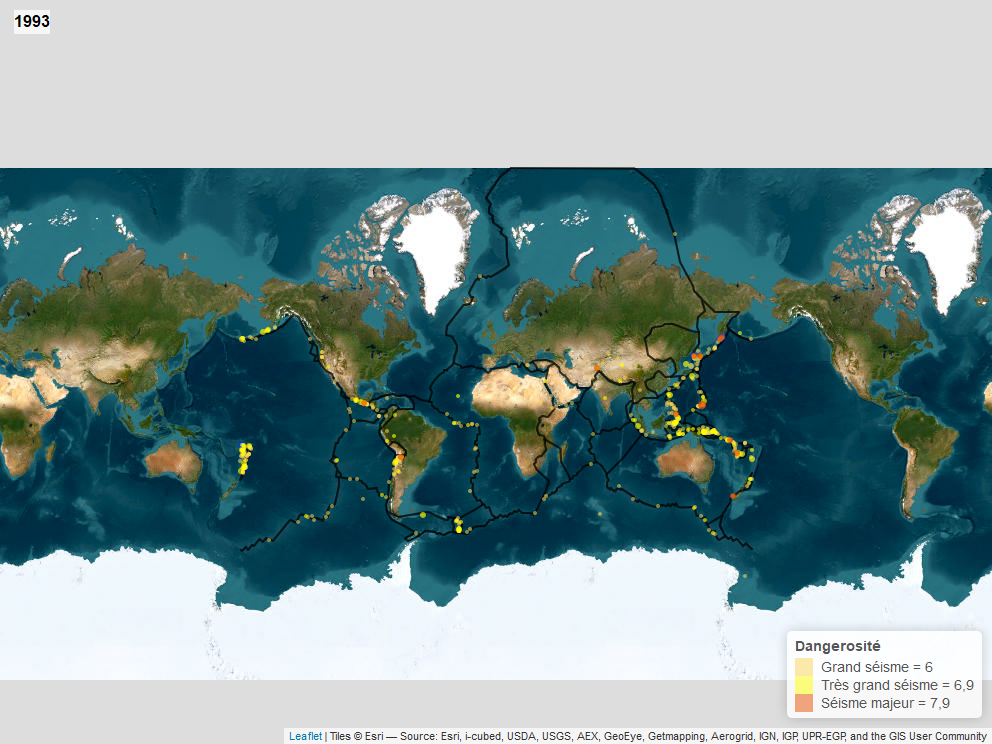 1993
Dangerosité
Grand séisme = 6
Très grand séisme = 6,9
Séisme majeur = 7,9
Leaflet | Tiles © Esri — Source: Esri, i-cubed, USDA, USGS, AEX, GeoEye, Getmapping, Aerogrid, IGN, IGP, UPR-EGP, and the GIS User Community